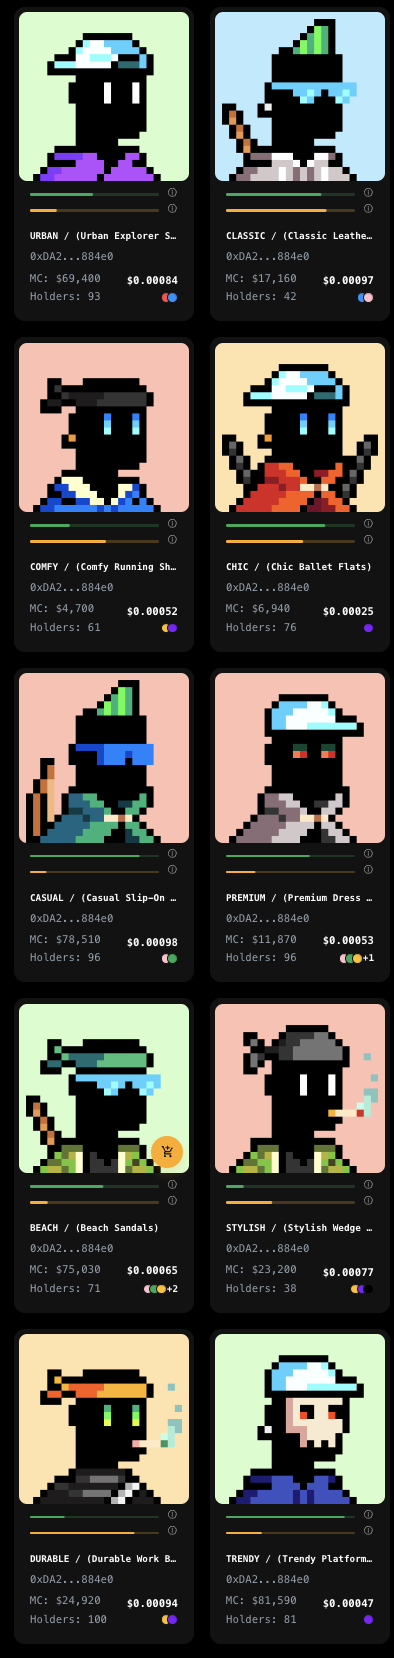 URBAN / (Urban Explorer S…
0xDA2...884e0
MC: $69,400 $0.00084
Holders: 93
CLASSIC / (Classic Leathe…
0xDA2...884e0
MC: $17,160 $0.00097
Holders: 42
COMFY / (Comfy Running Sh…
0xDA2...884e0
MC: $4,700 $0.00052
Holders: 61
CHIC / (Chic Ballet Flats)
0xDA2...884e0
MC: $6,940 $0.00025
Holders: 76
CASUAL / (Casual Slip-On …
0xDA2...884e0
MC: $78,510 $0.00098
Holders: 96
PREMIUM / (Premium Dress …
0xDA2...884e0
MC: $11,870 $0.00053
Holders: 96 +1
BEACH / (Beach Sandals)
0xDA2...884e0
MC: $75,030 $0.00065
Holders: 71 +2
STYLISH / (Stylish Wedge …
0xDA2...884e0
MC: $23,200 $0.00077
Holders: 38
DURABLE / (Durable Work B…
0xDA2...884e0
MC: $24,920 $0.00094
Holders: 100
TRENDY / (Trendy Platform…
0xDA2...884e0
MC: $81,590 $0.00047
Holders: 81